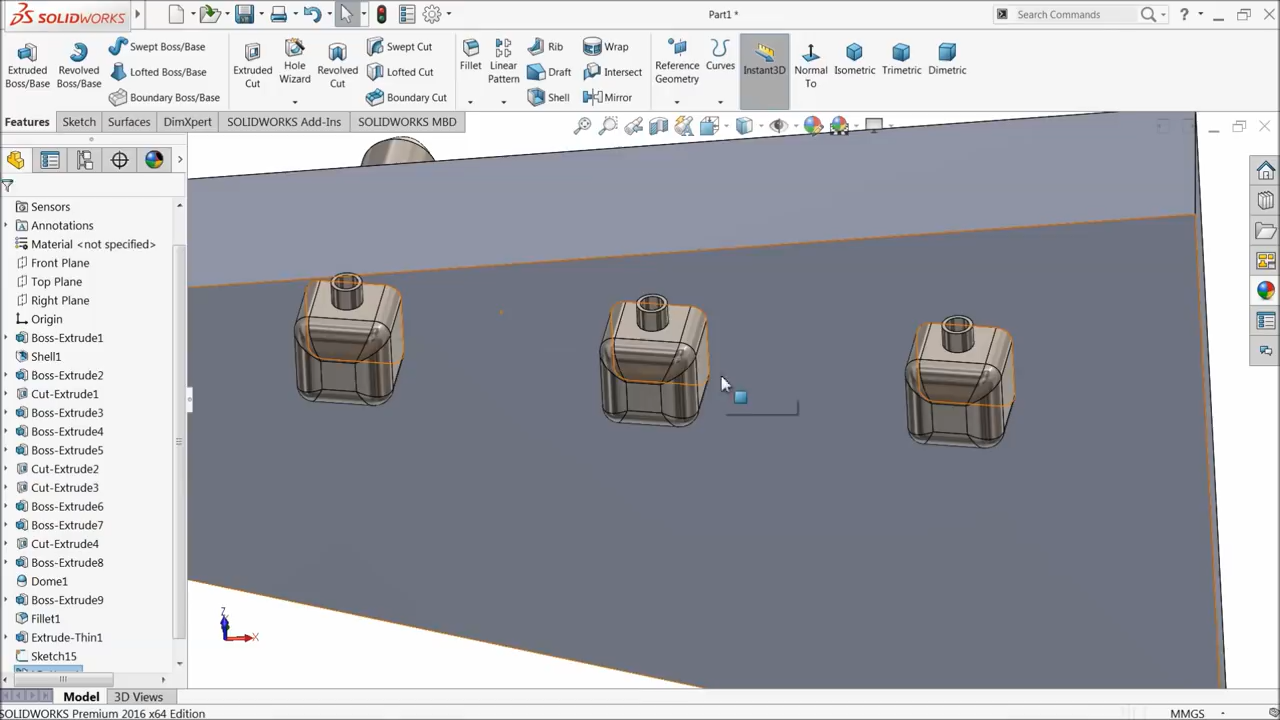 SOLIDWORKS
Part1 *
Search Commands
?
Extruded Boss/Base
Revolved Boss/Base
Swept Boss/Base
Lofted Boss/Base
Boundary Boss/Base
Extruded Cut
Hole Wizard
Revolved Cut
Swept Cut
Lofted Cut
Boundary Cut
Fillet
Linear Pattern
Rib
Draft
Shell
Wrap
Intersect
Mirror
Reference Geometry
Curves
Instant3D
Normal To
Isometric
Trimetric
Dimetric
Features
Sketch
Surfaces
DimXpert
SOLIDWORKS Add-Ins
SOLIDWORKS MBD
Sensors
Annotations
Material <not specified>
Front Plane
Top Plane
Right Plane
Origin
Boss-Extrude1
Shell1
Boss-Extrude2
Cut-Extrude1
Boss-Extrude3
Boss-Extrude4
Boss-Extrude5
Cut-Extrude2
Cut-Extrude3
Boss-Extrude6
Boss-Extrude7
Cut-Extrude4
Boss-Extrude8
Dome1
Boss-Extrude9
Fillet1
Extrude-Thin1
Sketch15
Z
X
Model
3D Views
SOLIDWORKS Premium 2016 x64 Edition
MMGS